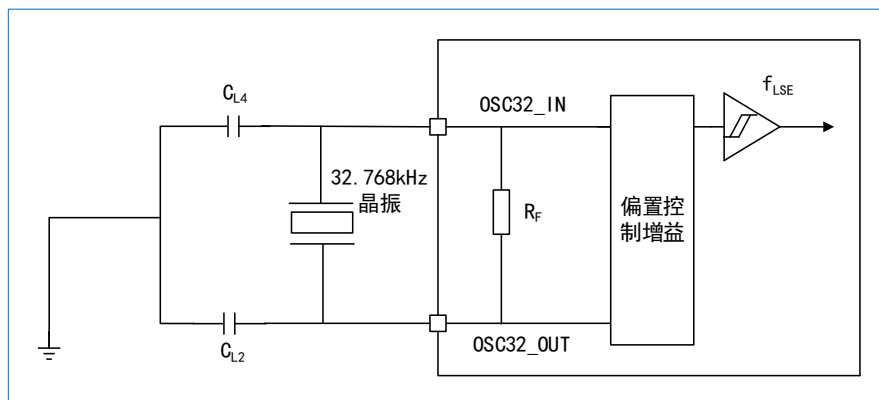 C_L4
OSC32_IN
f_LSE
32.768kHz
晶振
R_F
偏置控
制增益
C_L2
OSC32_OUT